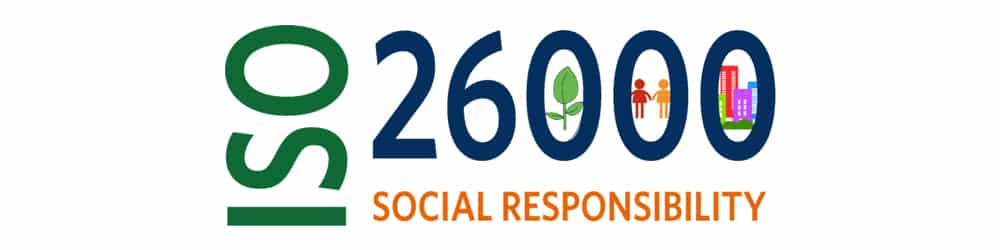 ISO
26000
SOCIAL RESPONSIBILITY